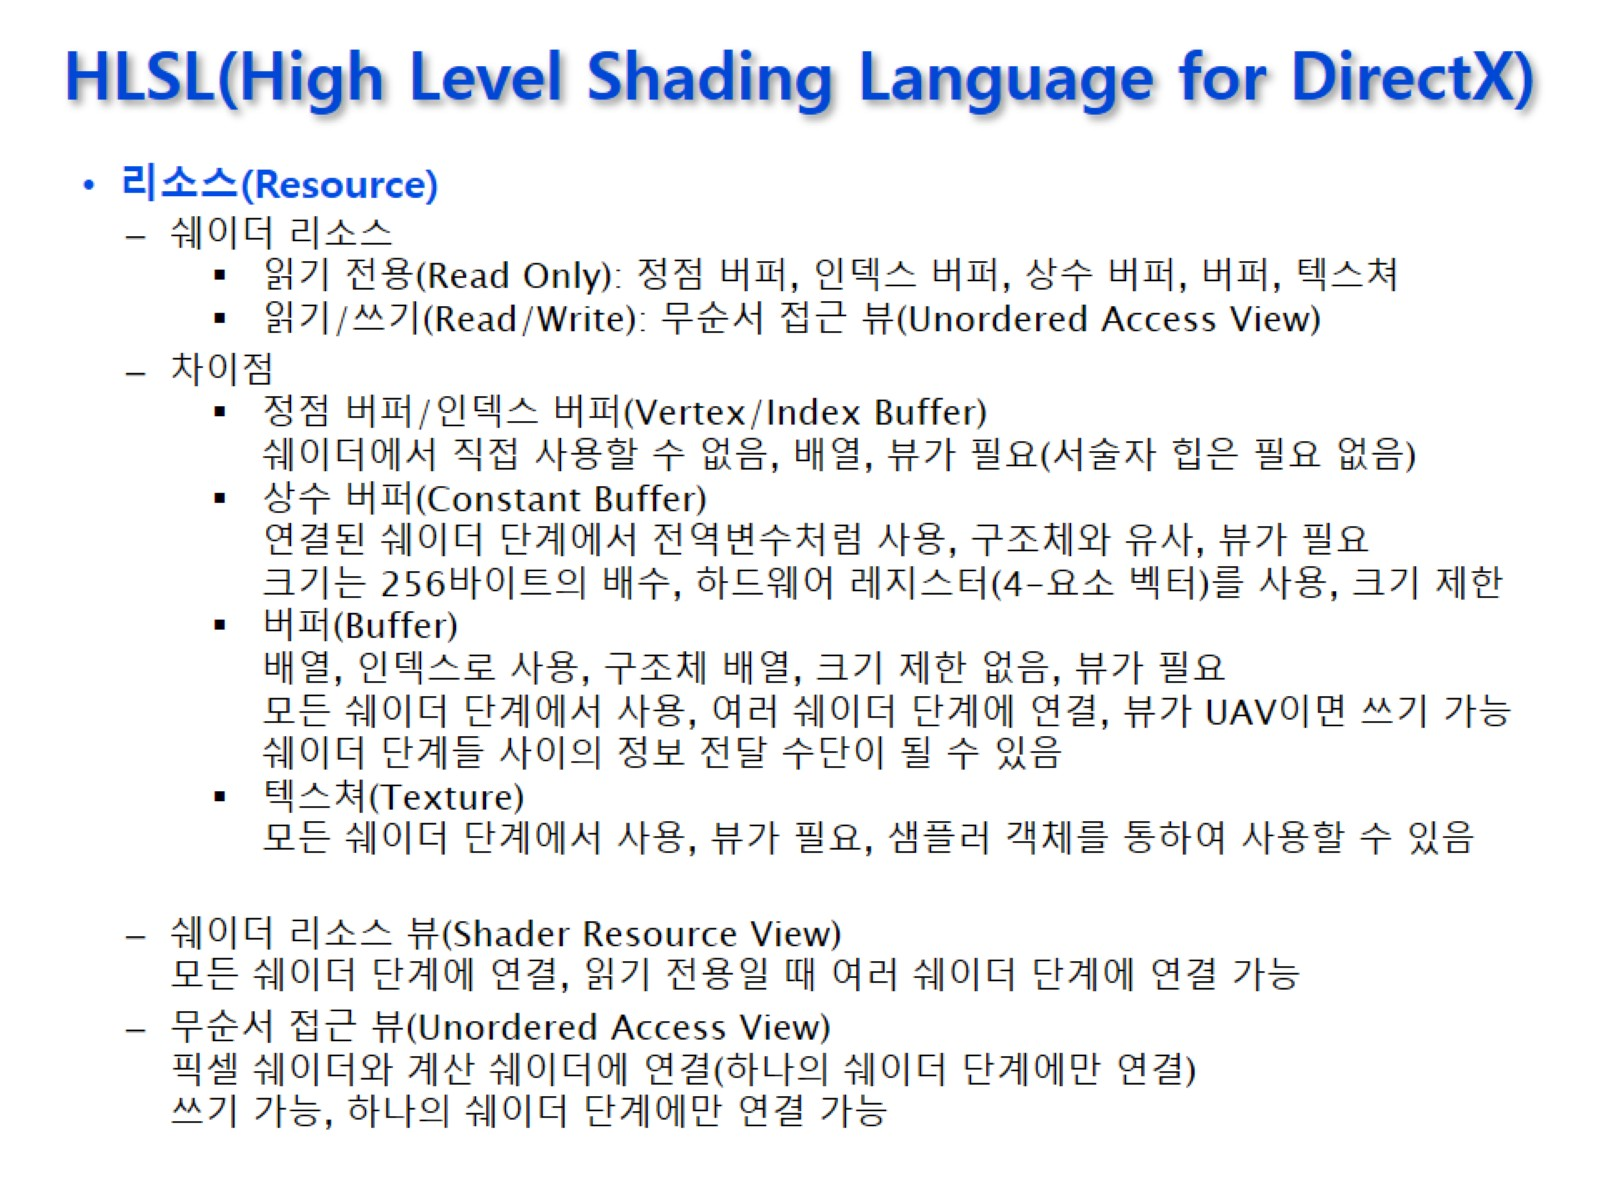 HLSL(High Level Shading Language for DirectX)
• 리소스(Resource)
– 쉐이더 리소스
▪ 읽기 전용(Read Only): 정점 버퍼, 인덱스 버퍼, 상수 버퍼, 버퍼, 텍스쳐
▪ 읽기/쓰기(Read/Write): 무순서 접근 뷰(Unordered Access View)
– 차이점
▪ 정점 버퍼/인덱스 버퍼(Vertex/Index Buffer)
쉐이더에서 직접 사용할 수 없음, 배열, 뷰가 필요(서술자 힙은 필요 없음)
▪ 상수 버퍼(Constant Buffer)
연결된 쉐이더 단계에서 전역변수처럼 사용, 구조체와 유사, 뷰가 필요
크기는 256바이트의 배수, 하드웨어 레지스터(4-요소 벡터)를 사용, 크기 제한
▪ 버퍼(Buffer)
배열, 인덱스로 사용, 구조체 배열, 크기 제한 없음, 뷰가 필요
모든 쉐이더 단계에서 사용, 여러 쉐이더 단계에 연결, 뷰가 UAV이면 쓰기 가능
쉐이더 단계들 사이의 정보 전달 수단이 될 수 있음
▪ 텍스쳐(Texture)
모든 쉐이더 단계에서 사용, 뷰가 필요, 샘플러 객체를 통하여 사용할 수 있음
– 쉐이더 리소스 뷰(Shader Resource View)
모든 쉐이더 단계에 연결, 읽기 전용일 때 여러 쉐이더 단계에 연결 가능
– 무순서 접근 뷰(Unordered Access View)
픽셀 쉐이더와 계산 쉐이더에 연결(하나의 쉐이더 단계에만 연결)
쓰기 가능, 하나의 쉐이더 단계에만 연결 가능